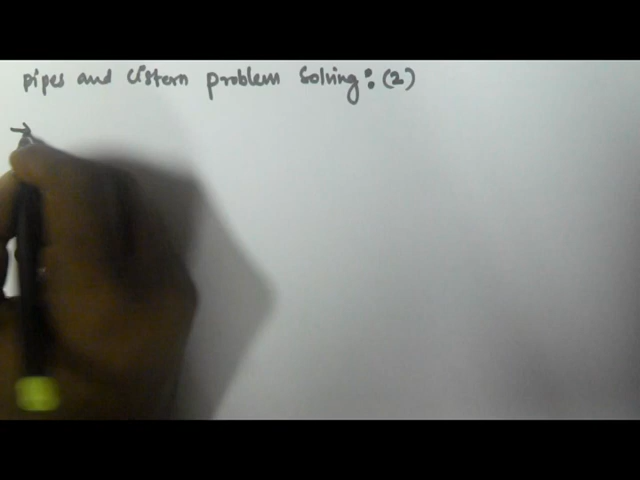 pipes and cistern problem solving: (2)
→